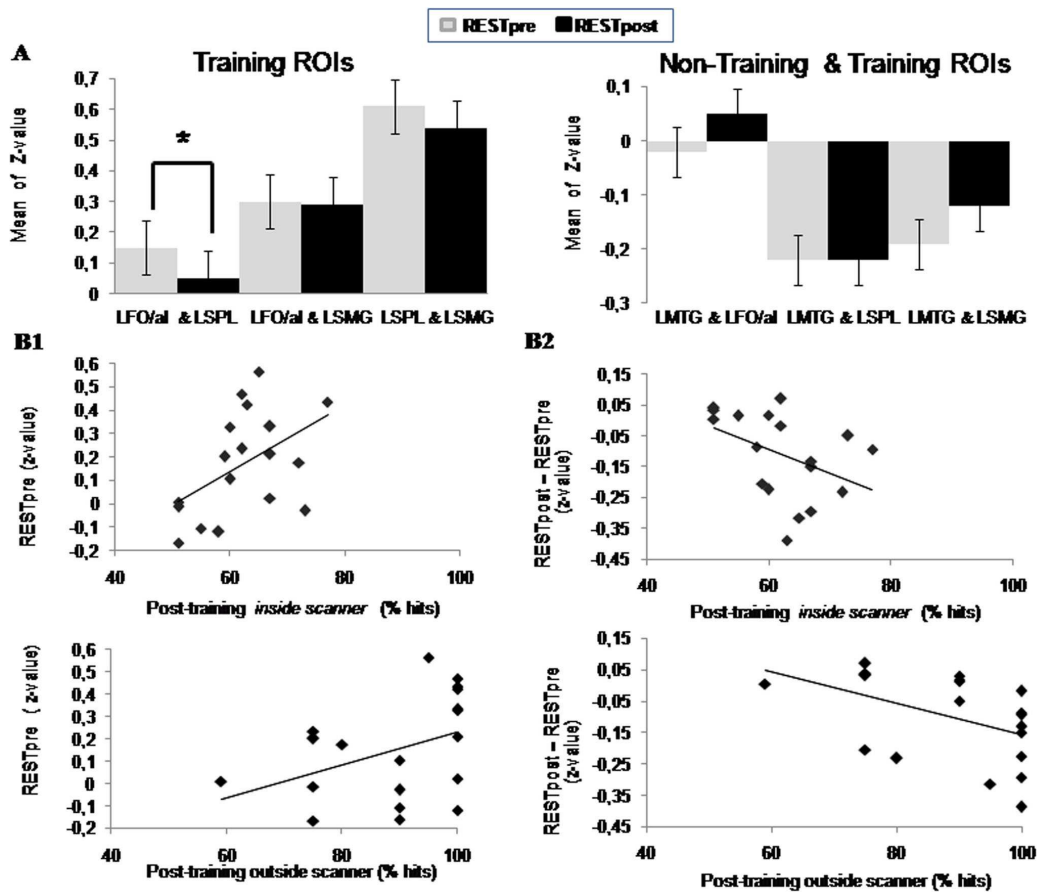 RESTpre RESTpost
A
Training ROIs
Mean of Z-value
0,7
0,6
0,5
0,4
0,3
0,2
0,1
0
*
LFO/aI & LSPL LFO/aI & LSMG LSPL & LSMG
Non-Training & Training ROIs
Mean of Z-value
0,1
0
-0,1
-0,2
-0,3
LMTG & LFO/aI LMTG & LSPL LMTG & LSMG
B1
RESTpre (z-value)
0,6
0,5
0,4
0,3
0,2
0,1
0
-0,1
-0,2
40 60 80 100
Post-training inside scanner (% hits)
RESTpre ( z-value)
0,6
0,5
0,4
0,3
0,2
0,1
0
-0,1
-0,2
40 60 80 100
Post-training outside scanner (% hits)
B2
RESTpost – RESTpre
(z-value)
0,15
0,05
-0,05
-0,15
-0,25
-0,35
-0,45
40 60 80 100
Post-training inside scanner (% hits)
RESTpost – RESTpre
(z-value)
0,15
0,05
-0,05
-0,15
-0,25
-0,35
-0,45
40 60 80 100
Post-training outside scanner (% hits)